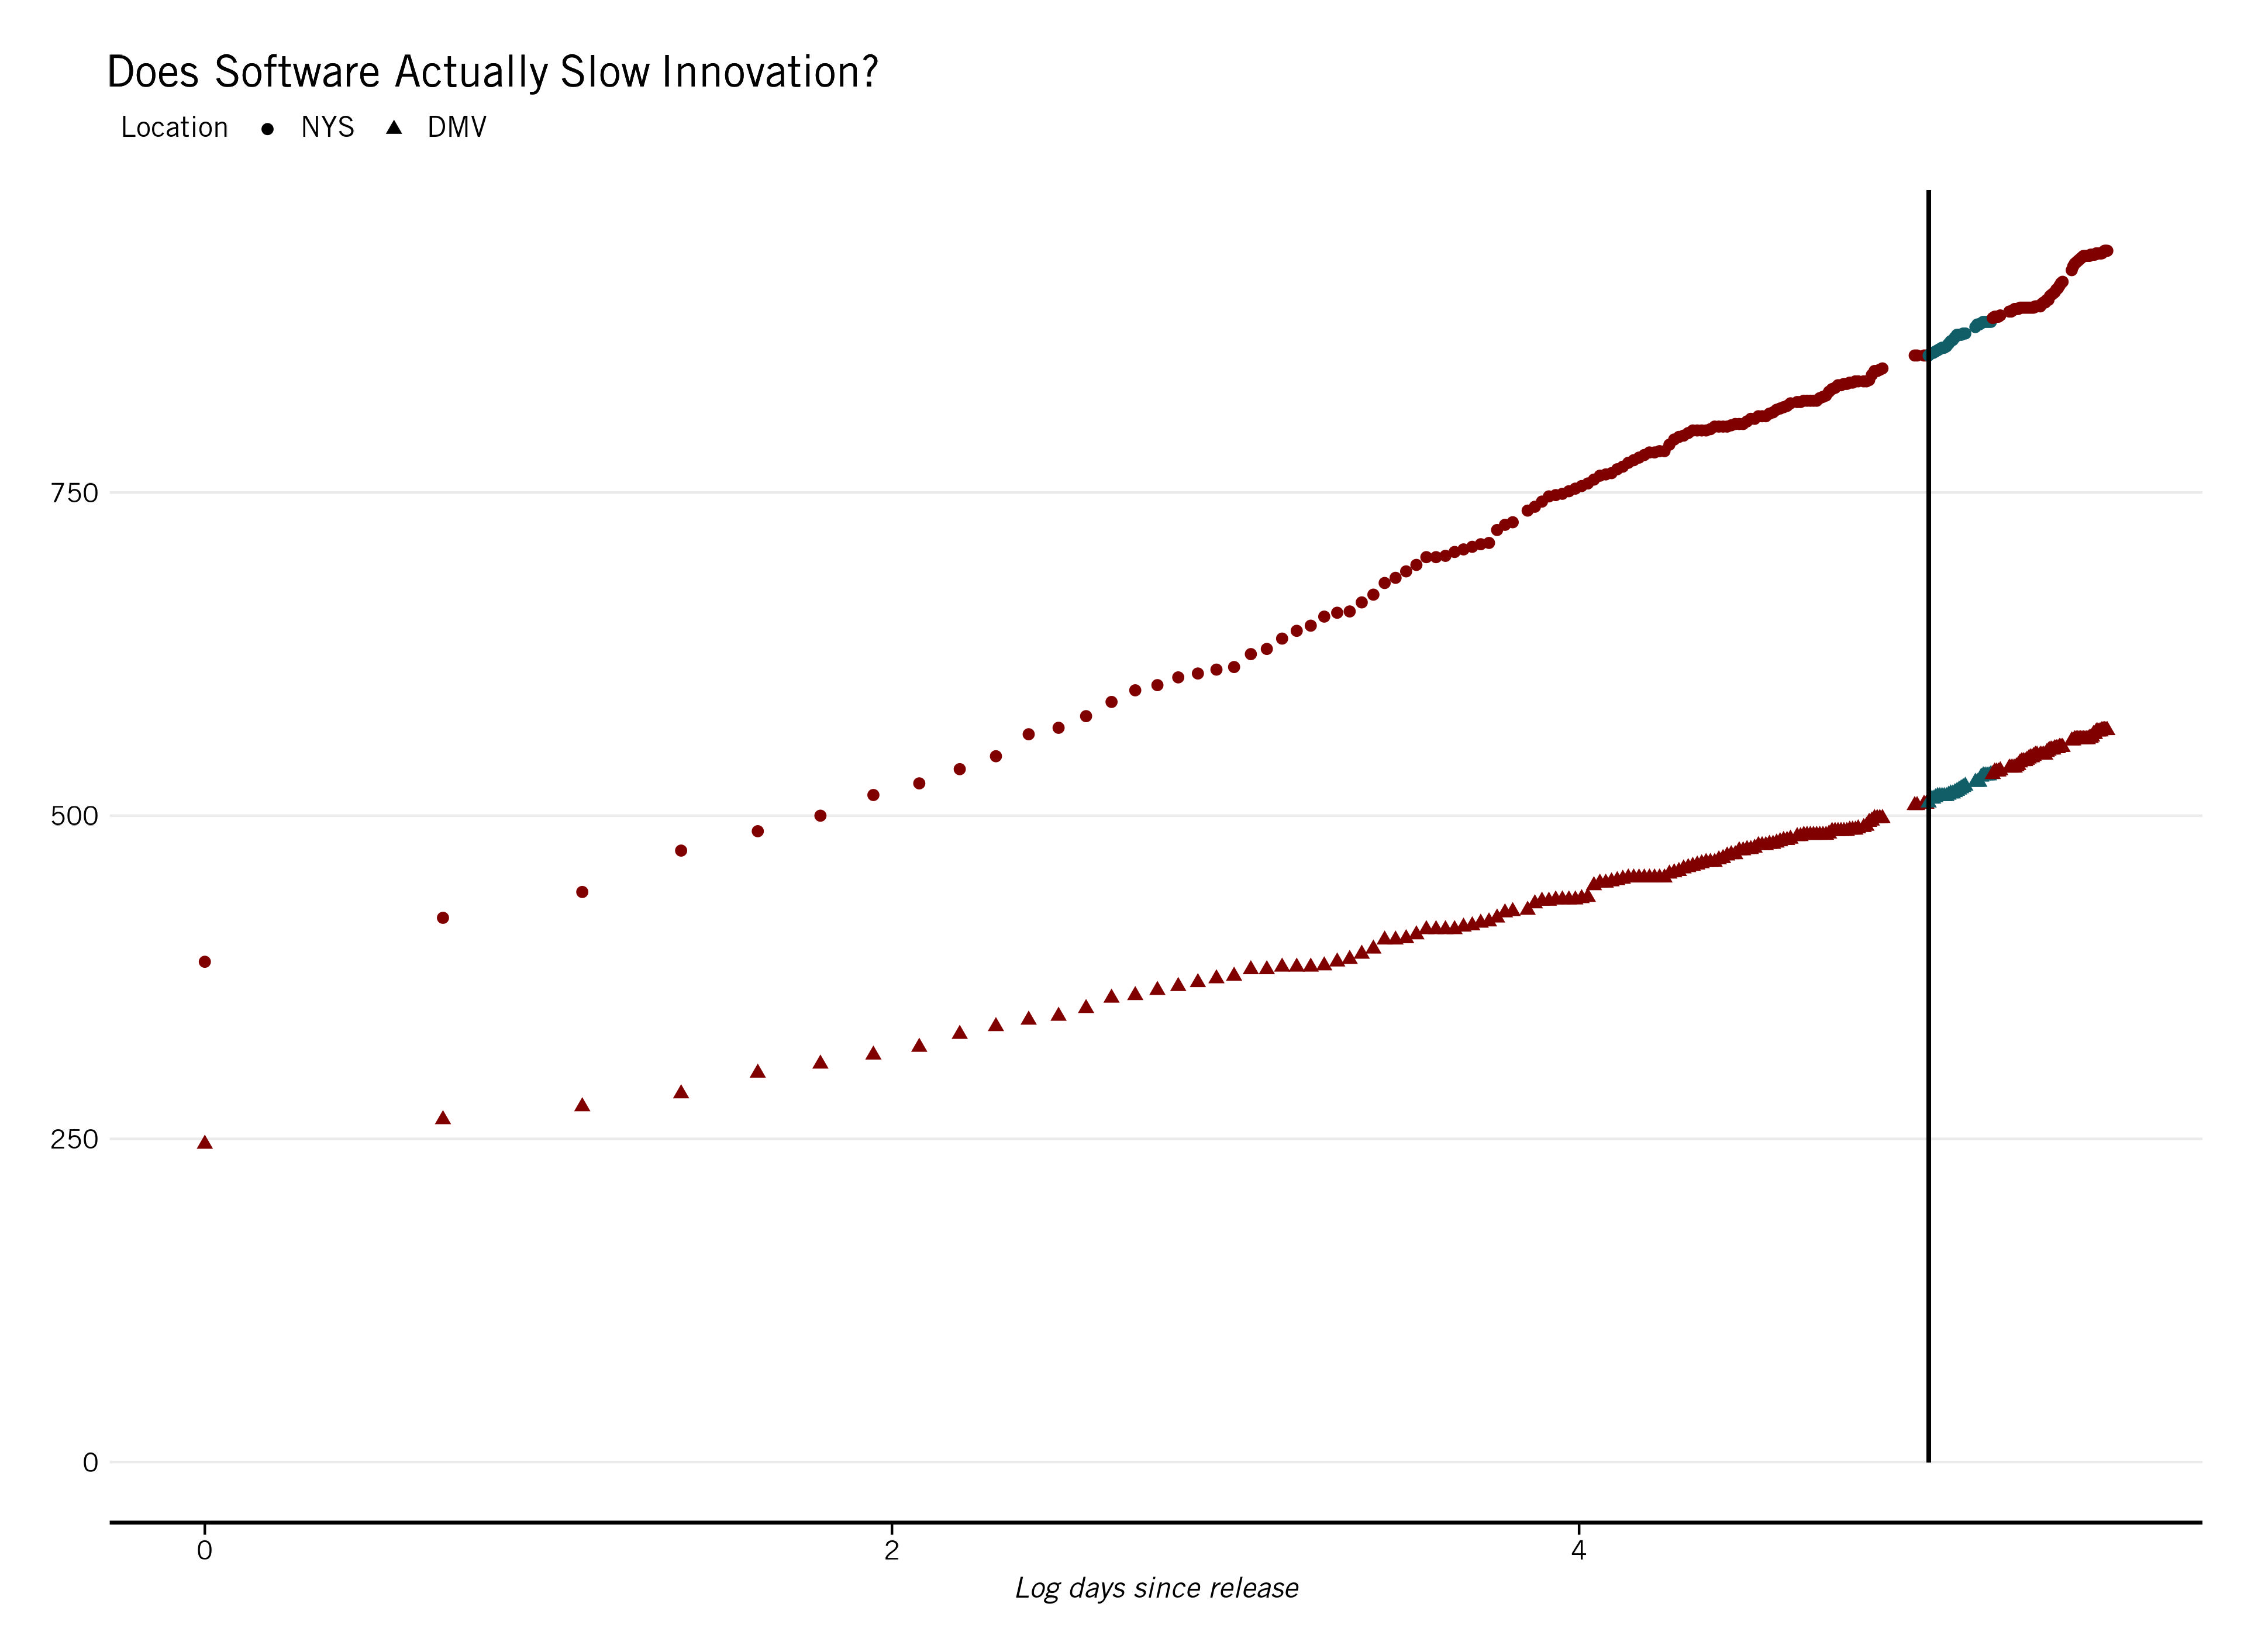 Does Software Actually Slow Innovation?
Location NYS DMV
750
500
250
0
0 2 4
Log days since release